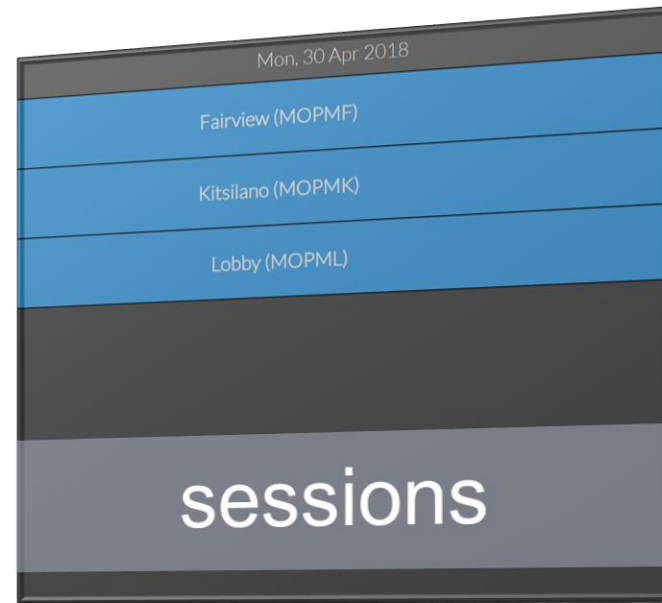 Mon, 30 Apr 2018
Fairview (MOPMF)
Kitsilano (MOPMK)
Lobby (MOPML)
sessions